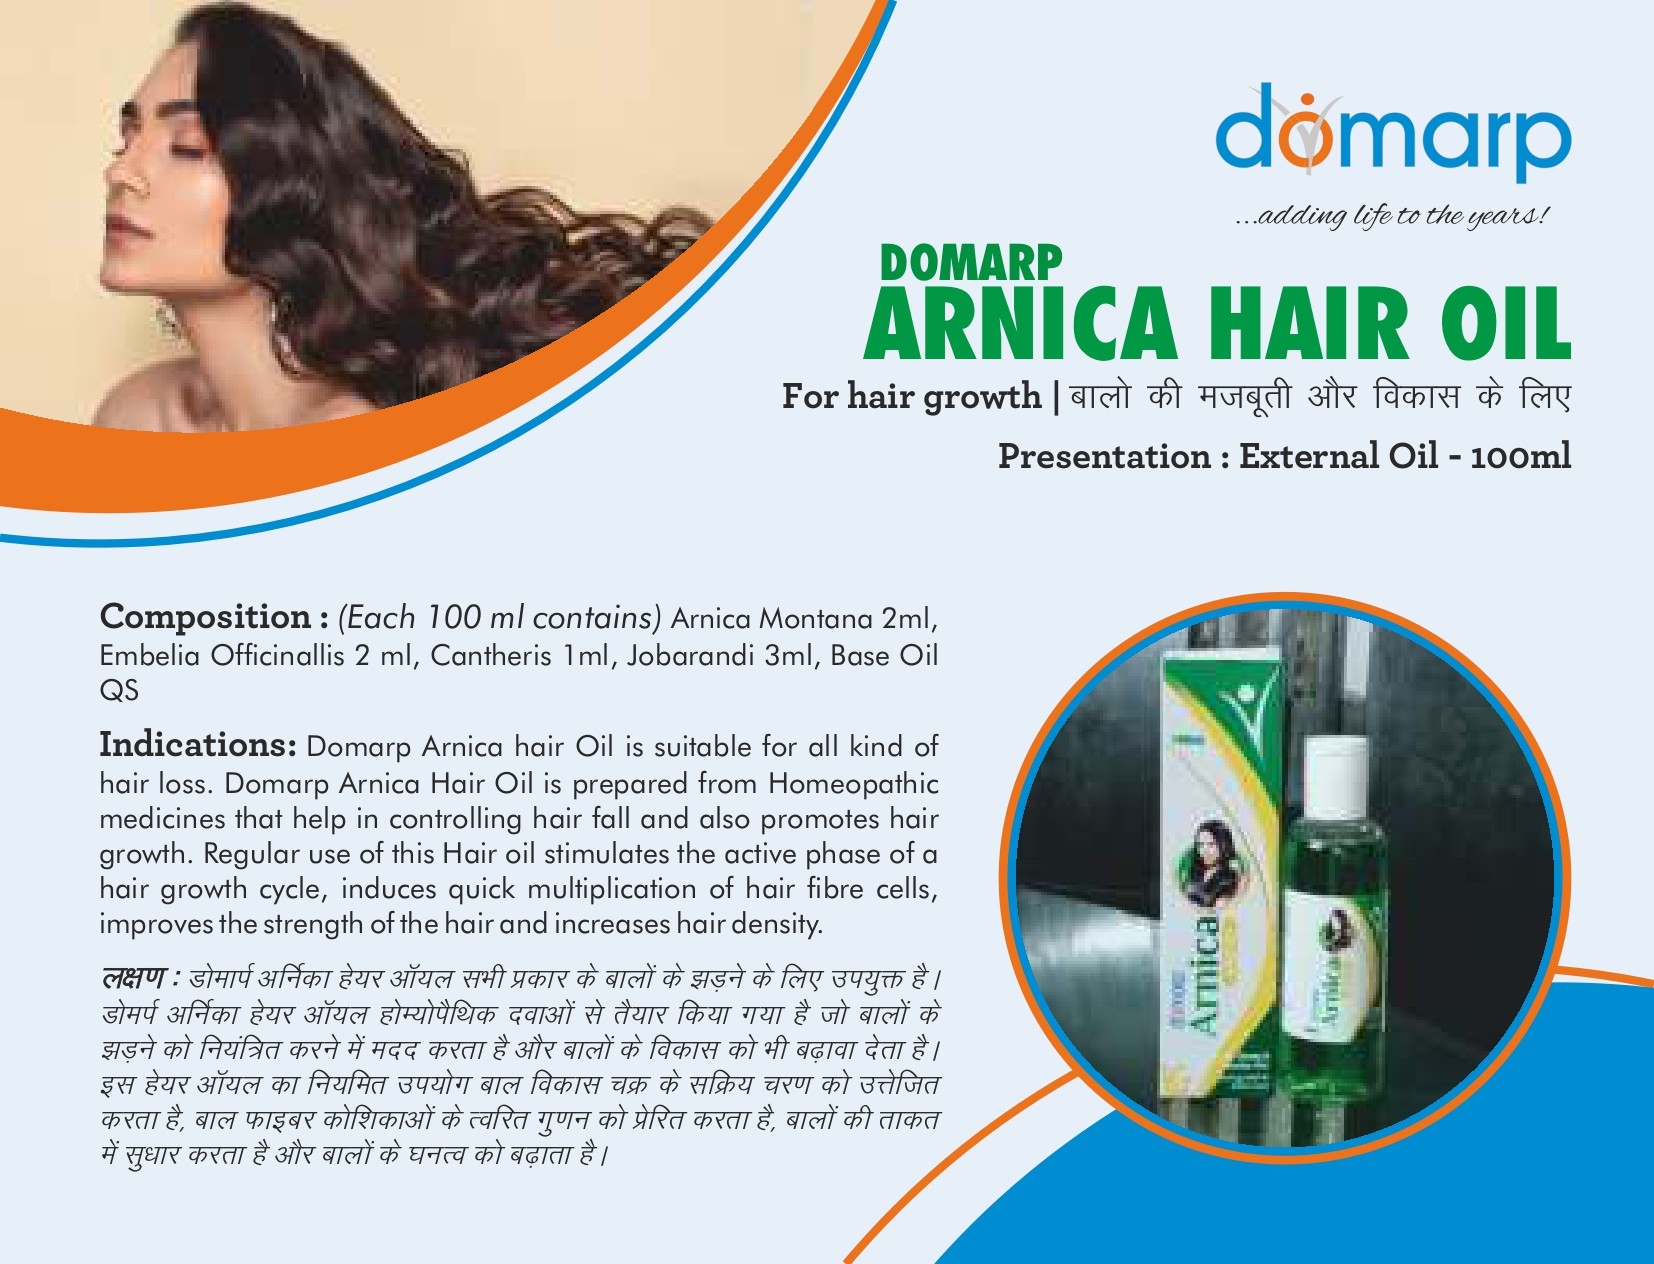 domarp
...adding life to the years!
DOMARP
ARNICA HAIR OIL
For hair growth | बालो की मजबूती और विकास के लिए
Presentation : External Oil - 100ml
Composition : (Each 100 ml contains) Arnica Montana 2ml,
Embelia Officinallis 2 ml, Cantheris 1ml, Jobarandi 3ml, Base Oil
QS
Indications: Domarp Arnica hair Oil is suitable for all kind of
hair loss. Domarp Arnica Hair Oil is prepared from Homeopathic
medicines that help in controlling hair fall and also promotes hair
growth. Regular use of this Hair oil stimulates the active phase of a
hair growth cycle, induces quick multiplication of hair fibre cells,
improves the strength of the hair and increases hair density.
लक्षण : डोमार्प अर्निका हेयर ऑयल सभी प्रकार के बालों के झड़ने के लिए उपयुक्त है।
डोमर्प अर्निका हेयर ऑयल होम्योपैथिक दवाओं से तैयार किया गया है जो बालों के
झड़ने को नियंत्रित करने में मदद करता है और बालों के विकास को भी बढ़ावा देता है।
इस हेयर ऑयल का नियमित उपयोग बाल विकास चक्र के सक्रिय चरण को उत्तेजित
करता है, बाल फाइबर कोशिकाओं के त्वरित गुणन को प्रेरित करता है, बालों की ताकत
में सुधार करता है और बालों के घनत्व को बढ़ाता है।
Arnica
Arnica